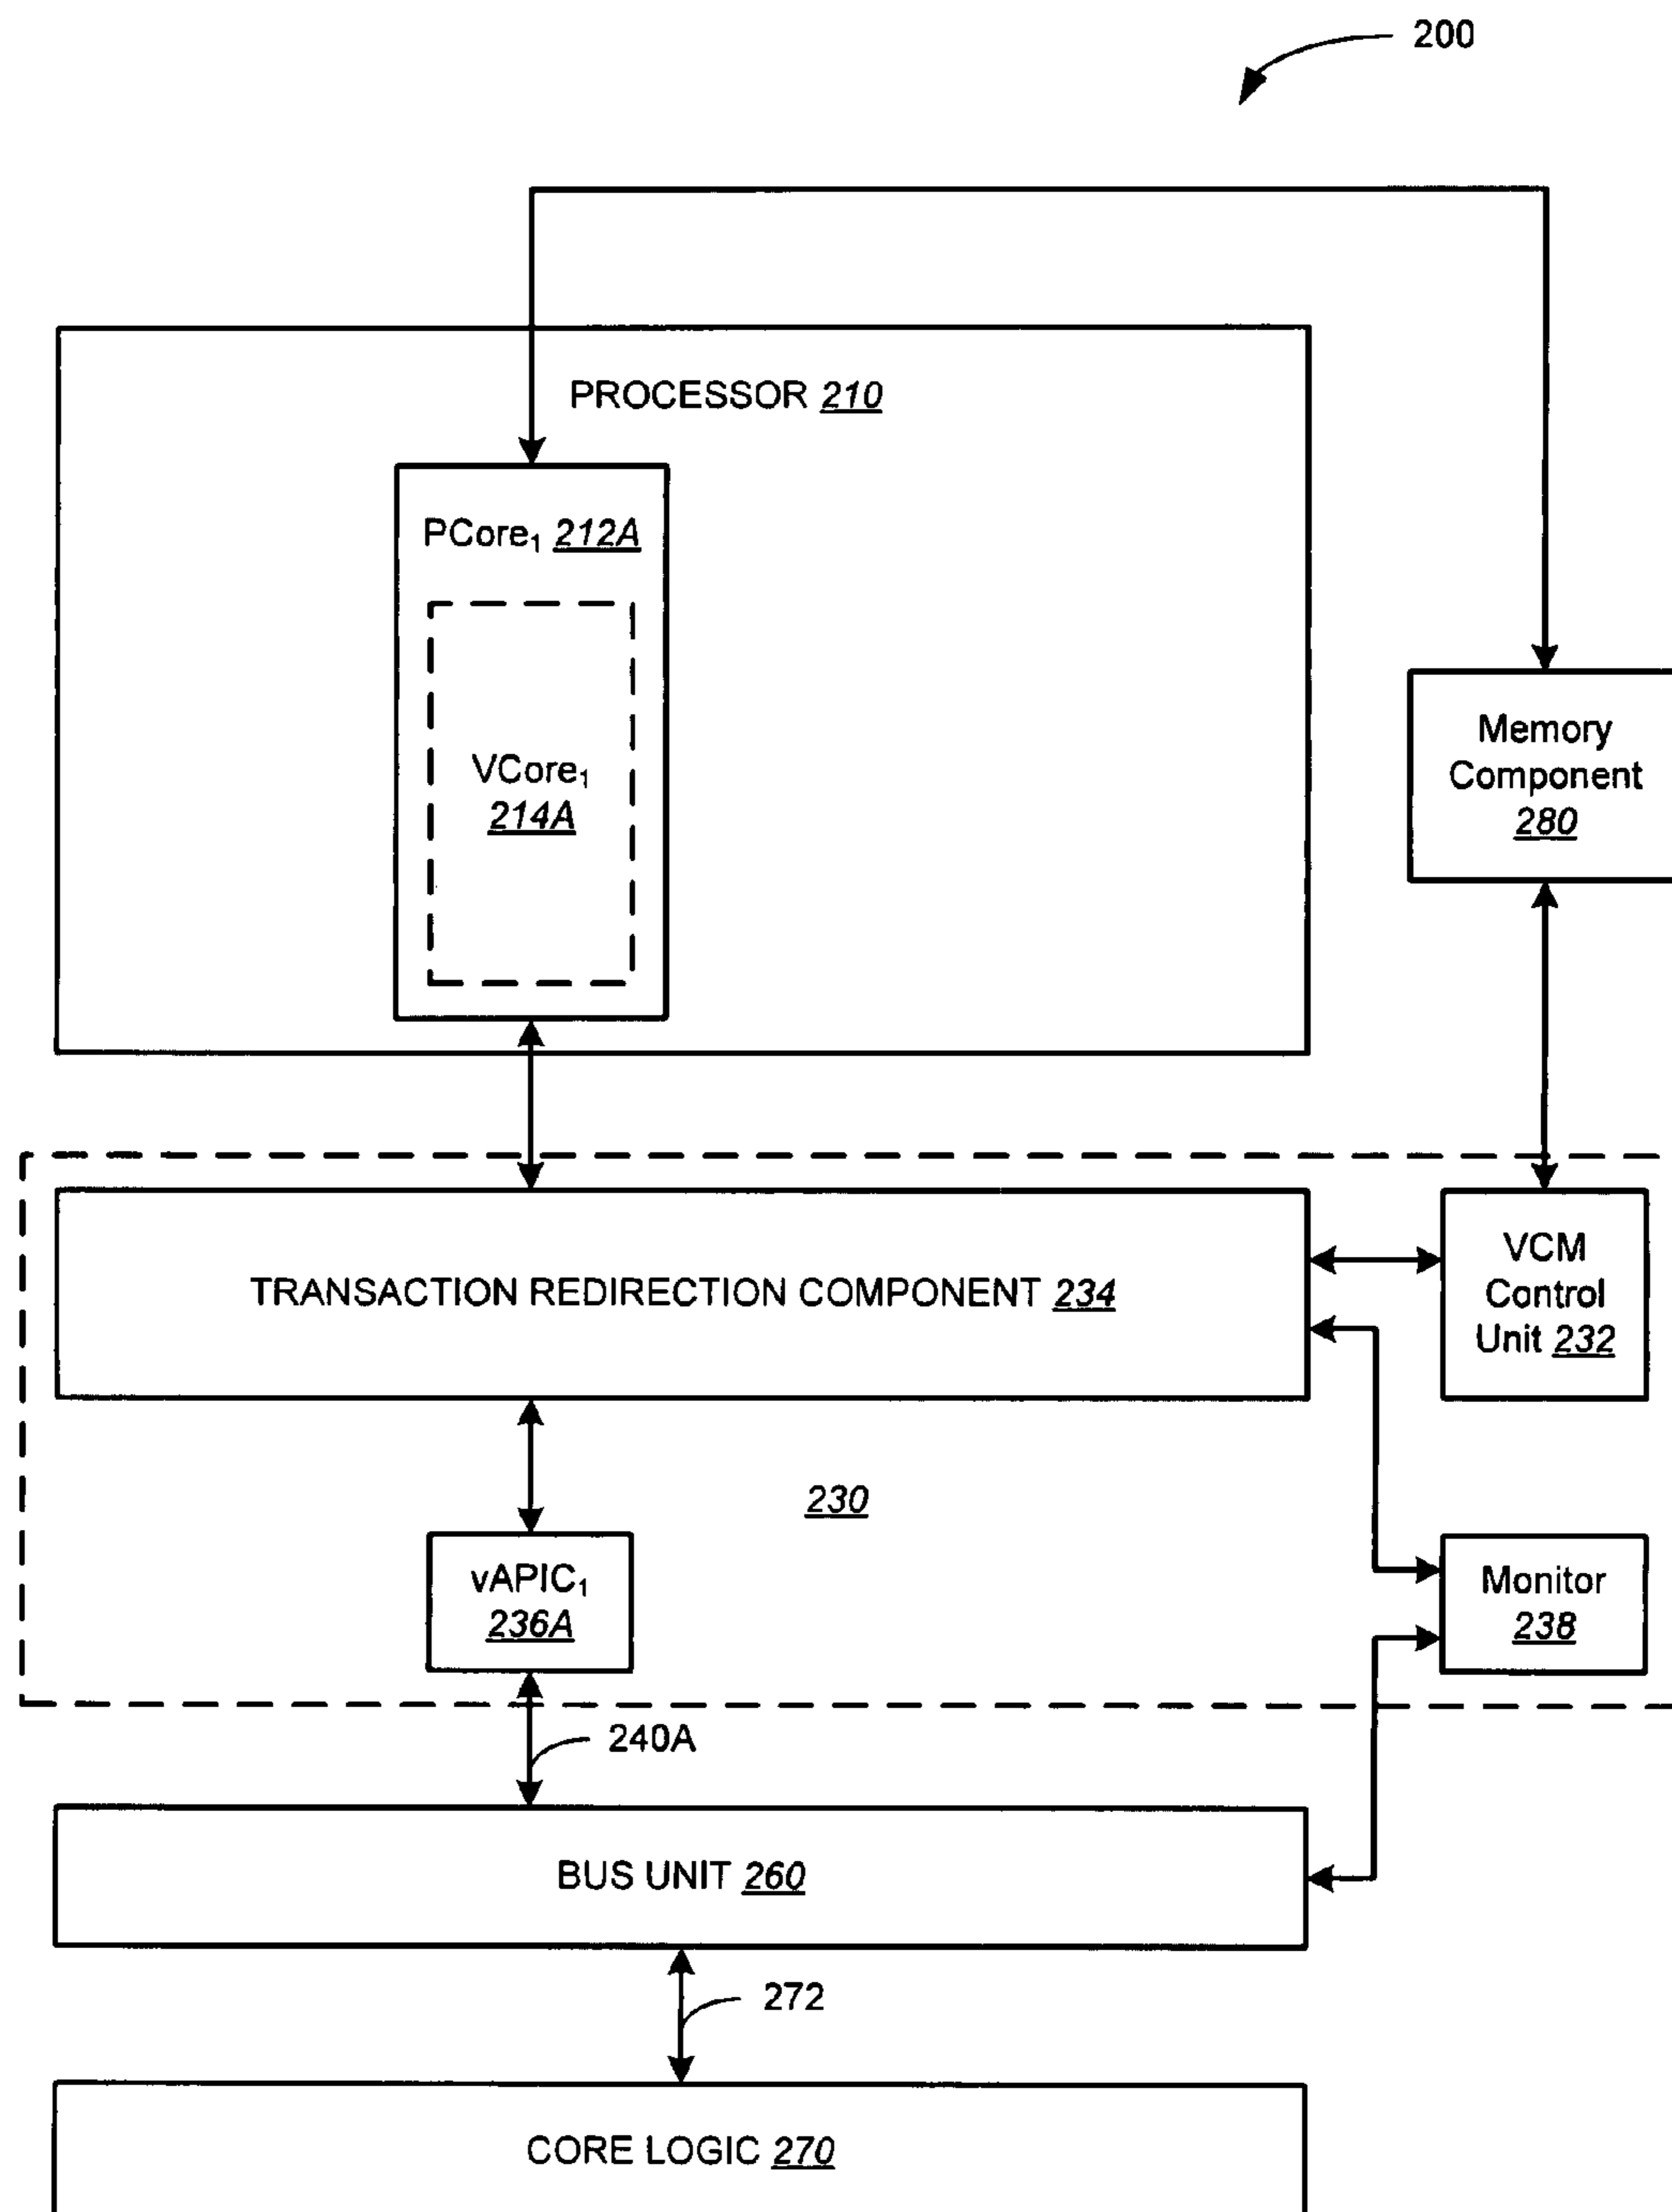 200
PROCESSOR 210
PCore₁ 212A
VCore₁
214A
Memory
Component
280
TRANSACTION REDIRECTION COMPONENT 234
VCM
Control
Unit 232
230
vAPIC₁
236A
Monitor
238
240A
BUS UNIT 260
272
CORE LOGIC 270